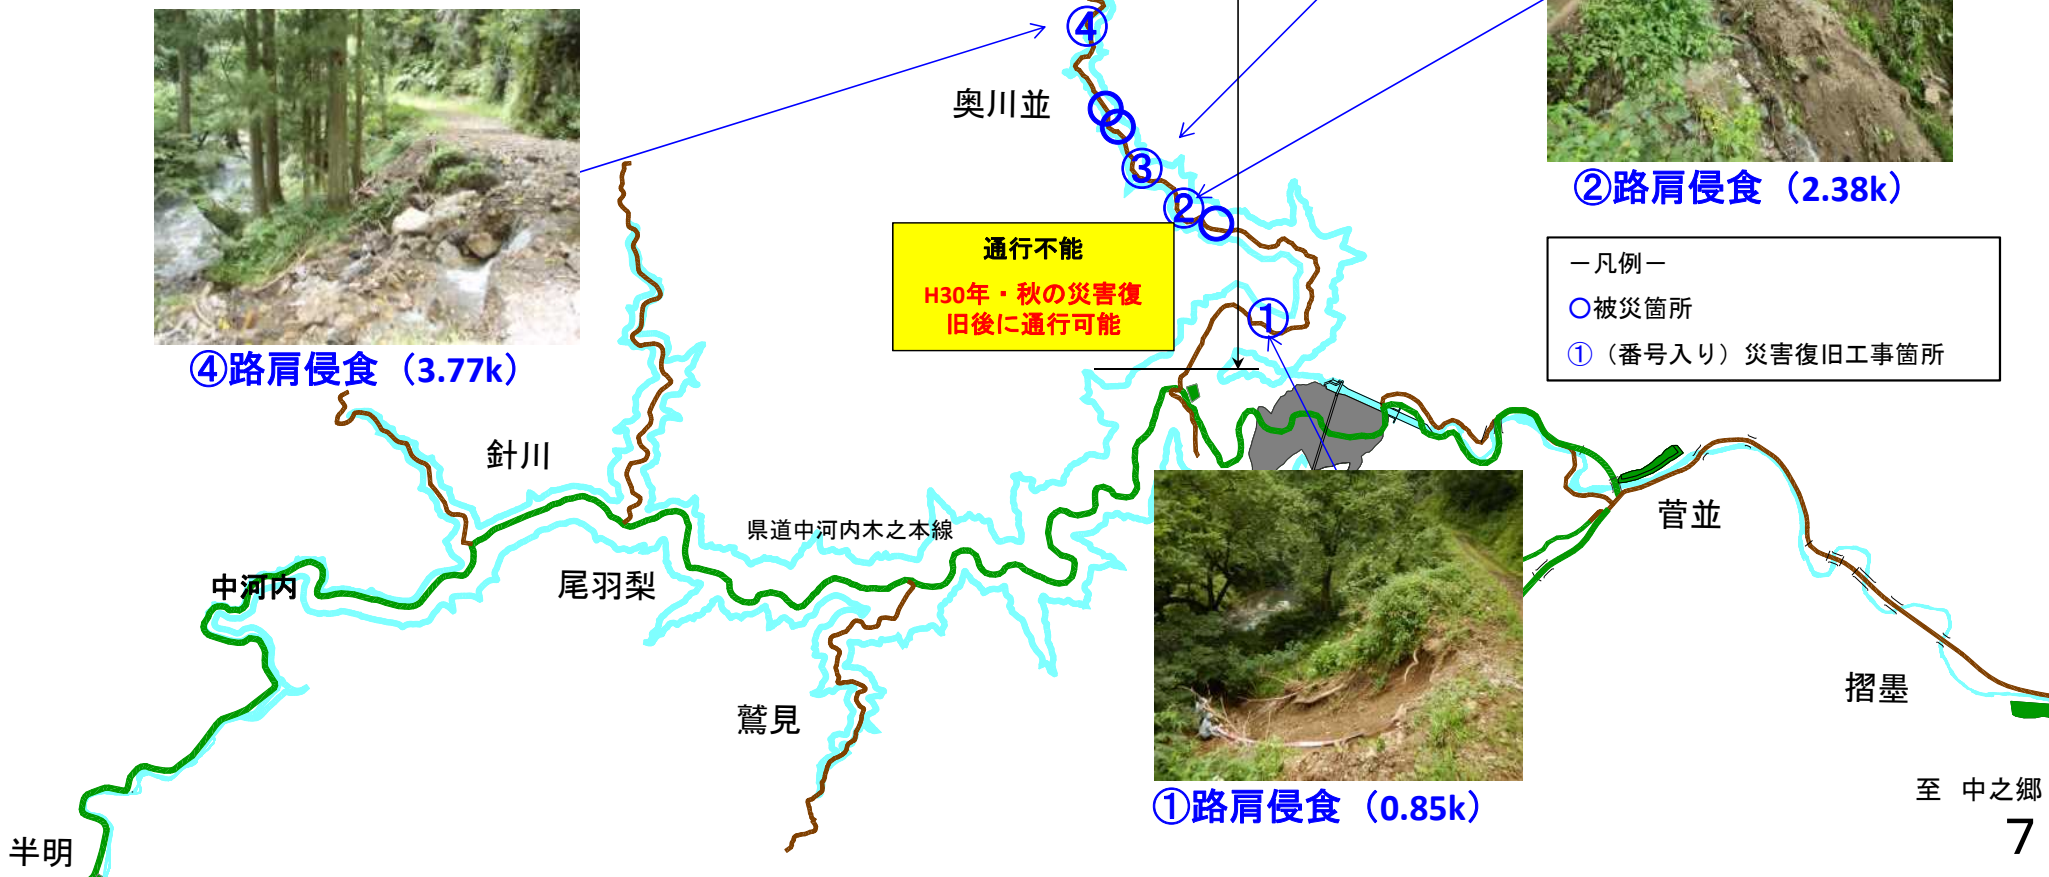 ④
奥川並
③
②
②路肩侵食（2.38k）
通行不能
H30年・秋の災害復
旧後に通行可能
－凡例－
○被災箇所
①（番号入り）災害復旧工事箇所
①
④路肩侵食（3.77k）
針川
県道中河内木之本線
菅並
中河内
尾羽梨
摺墨
鷲見
至 中之郷
①路肩侵食（0.85k）
半明
7